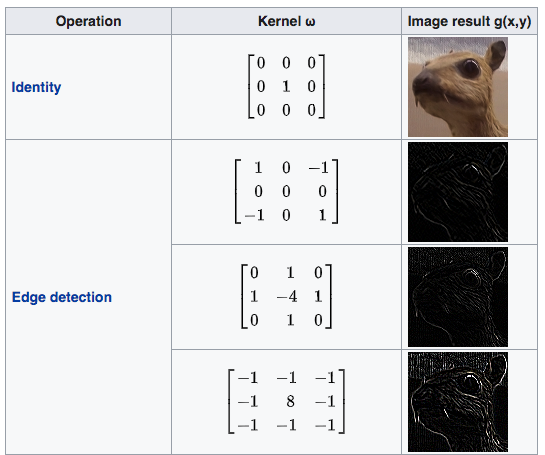 Operation Kernel ω Image result g(x,y)
Identity
0 0 0
0 1 0
0 0 0
Edge detection
1 0 −1
0 0 0
−1 0 1
0 1 0
1 −4 1
0 1 0
−1 −1 −1
−1 8 −1
−1 −1 −1